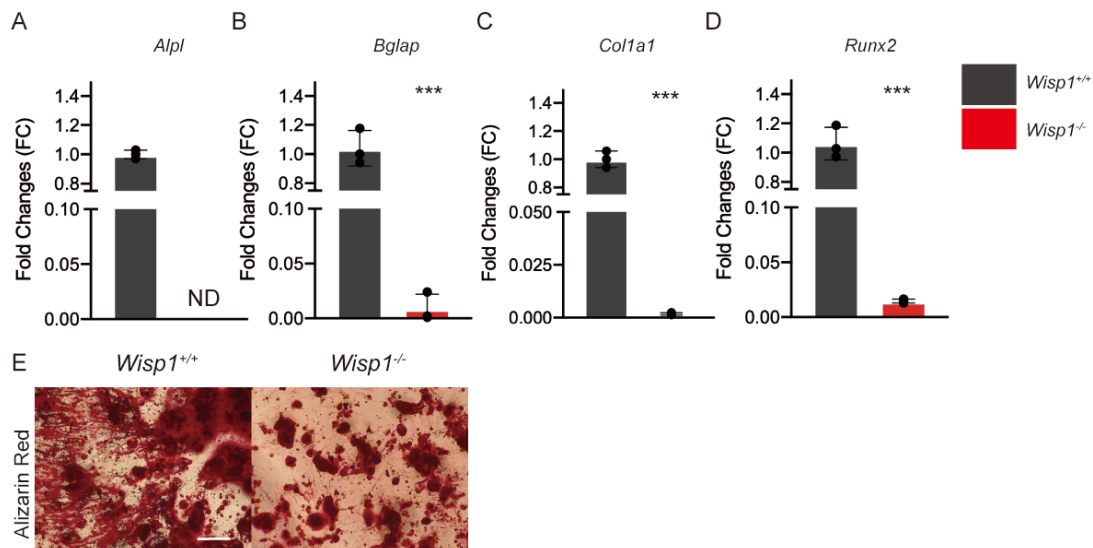 A
Alpl
Fold Changes (FC)
1.4
1.2
1.0
0.8
0.10
0.05
0.00
ND
B
Bglap
***
Fold Changes (FC)
1.4
1.2
1.0
0.8
0.10
0.05
0.00
C
Col1a1
***
Fold Changes (FC)
1.4
1.2
1.0
0.8
0.050
0.025
0.000
D
Runx2
***
Fold Changes (FC)
1.4
1.2
1.0
0.8
0.10
0.05
0.00
Wisp1+/+
Wisp1-/-
E
Wisp1+/+
Wisp1-/-
Alizarin Red